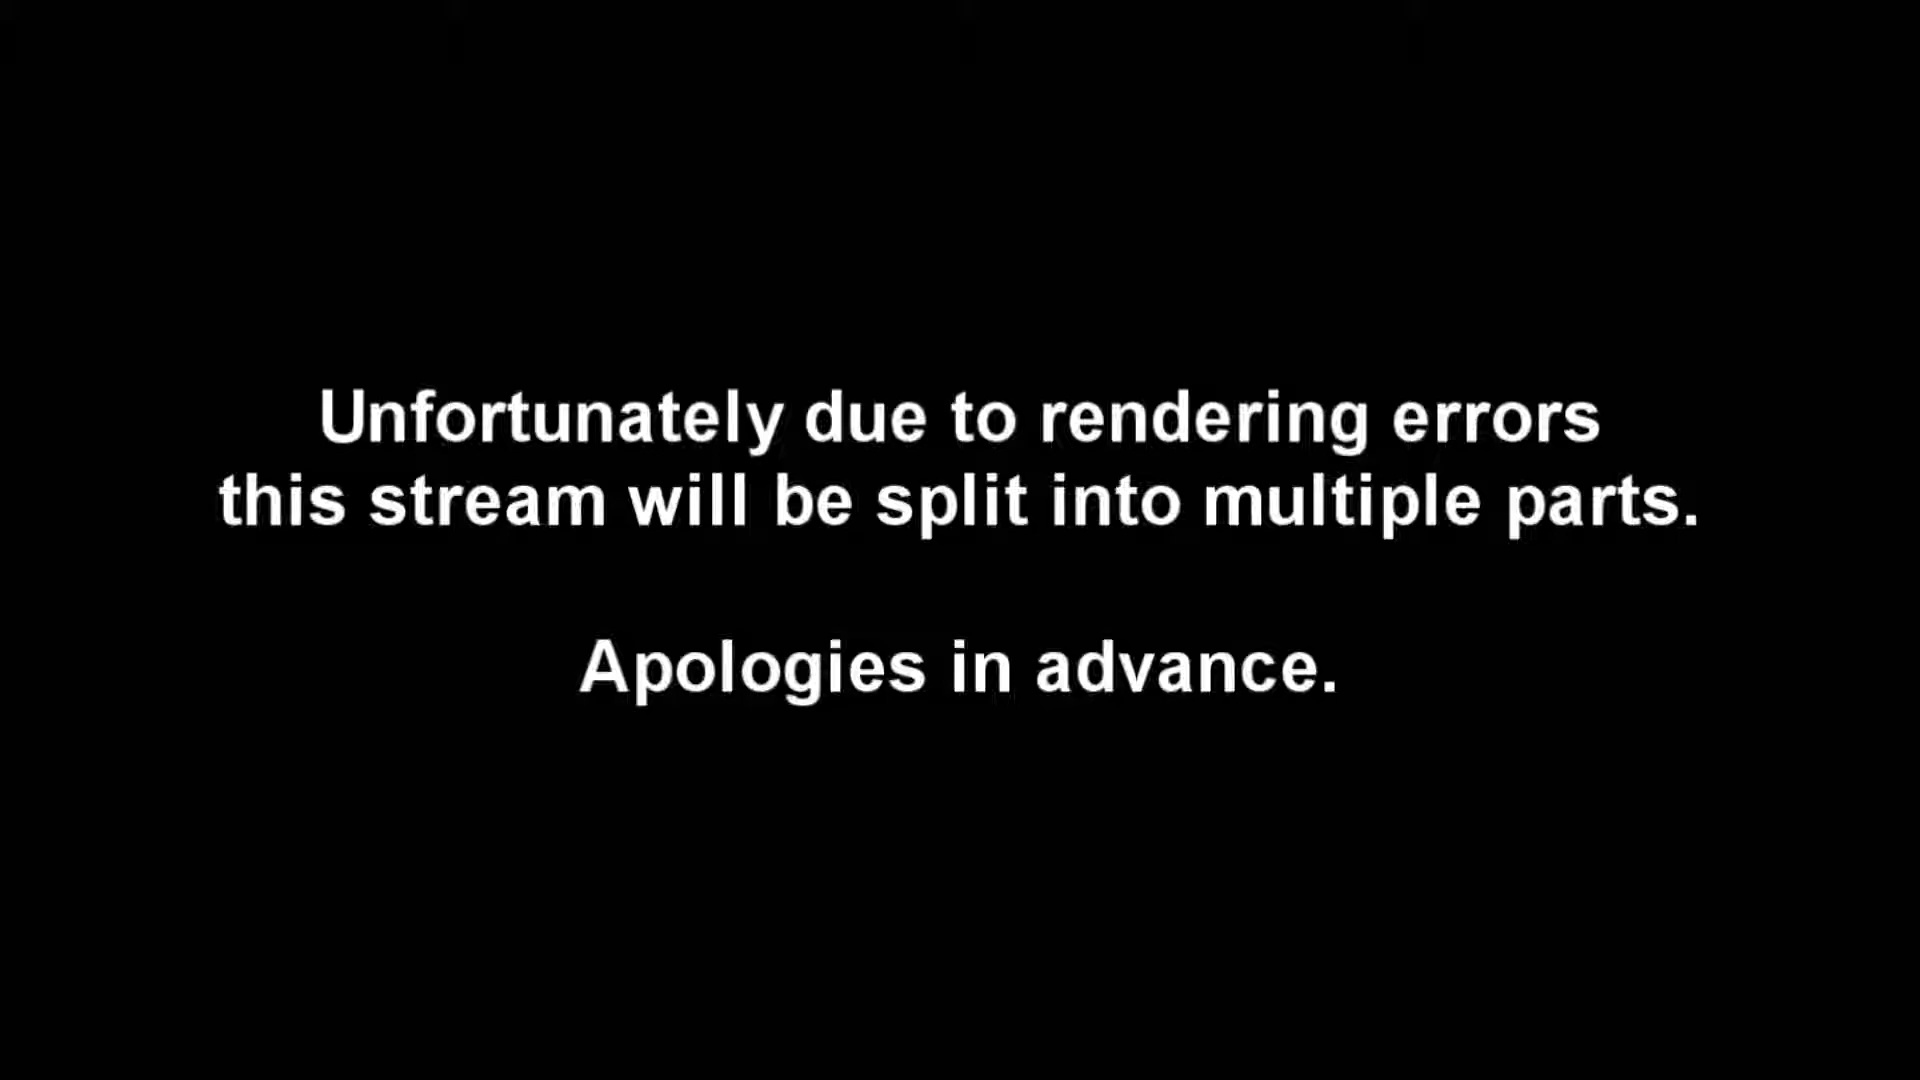 Unfortunately due to rendering errors
this stream will be split into multiple parts.
Apologies in advance.